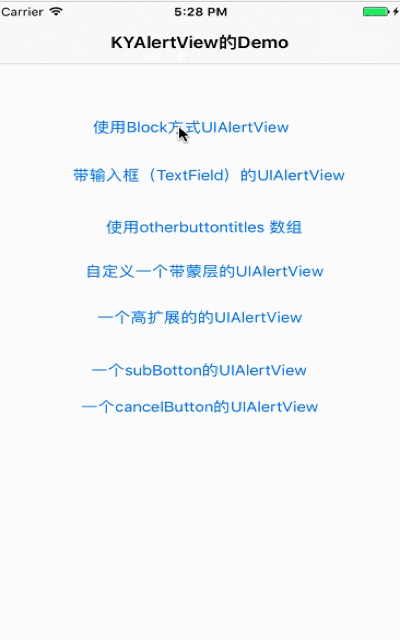 Carrier 5:28 PM
KYAlertView的Demo
使用Block方式UIAlertView
带输入框（TextField）的UIAlertView
使用otherbuttontitles 数组
自定义一个带蒙层的UIAlertView
一个高扩展的的UIAlertView
一个subBotton的UIAlertView
一个cancelButton的UIAlertView